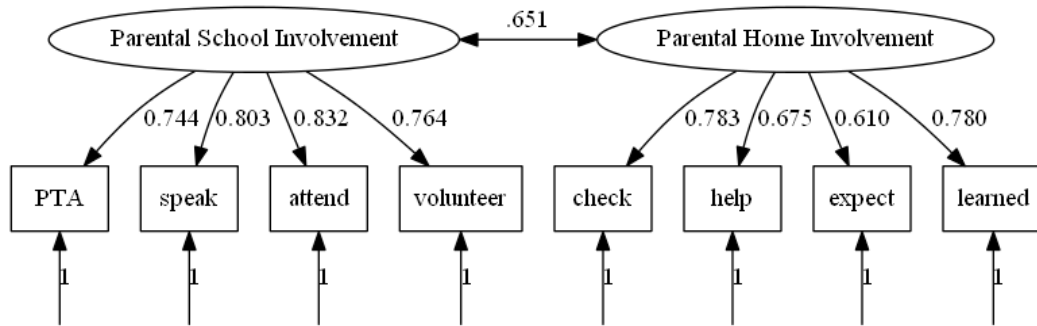 .651
Parental School Involvement
Parental Home Involvement
0.744 0.803 0.832 0.764 0.783 0.675 0.610 0.780
PTA speak attend volunteer check help expect learned
1 1 1 1 1 1 1 1